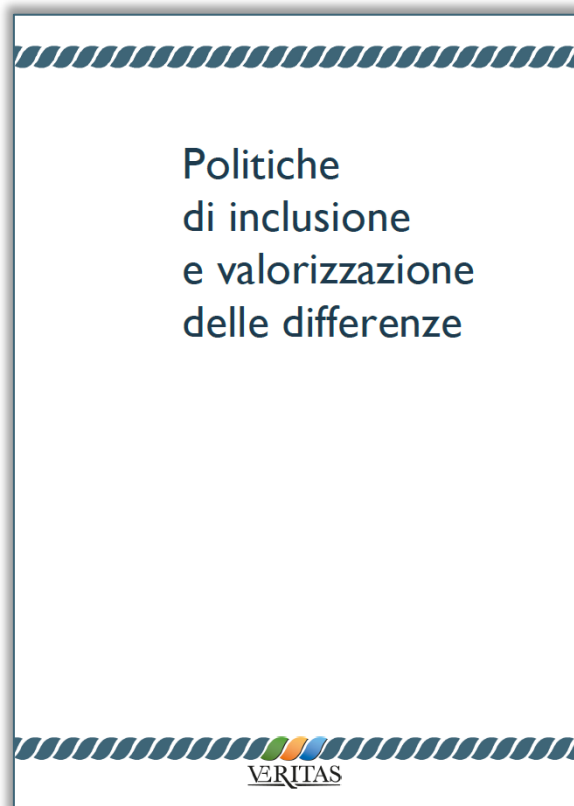 Politiche
di inclusione
e valorizzazione
delle differenze
VERITAS